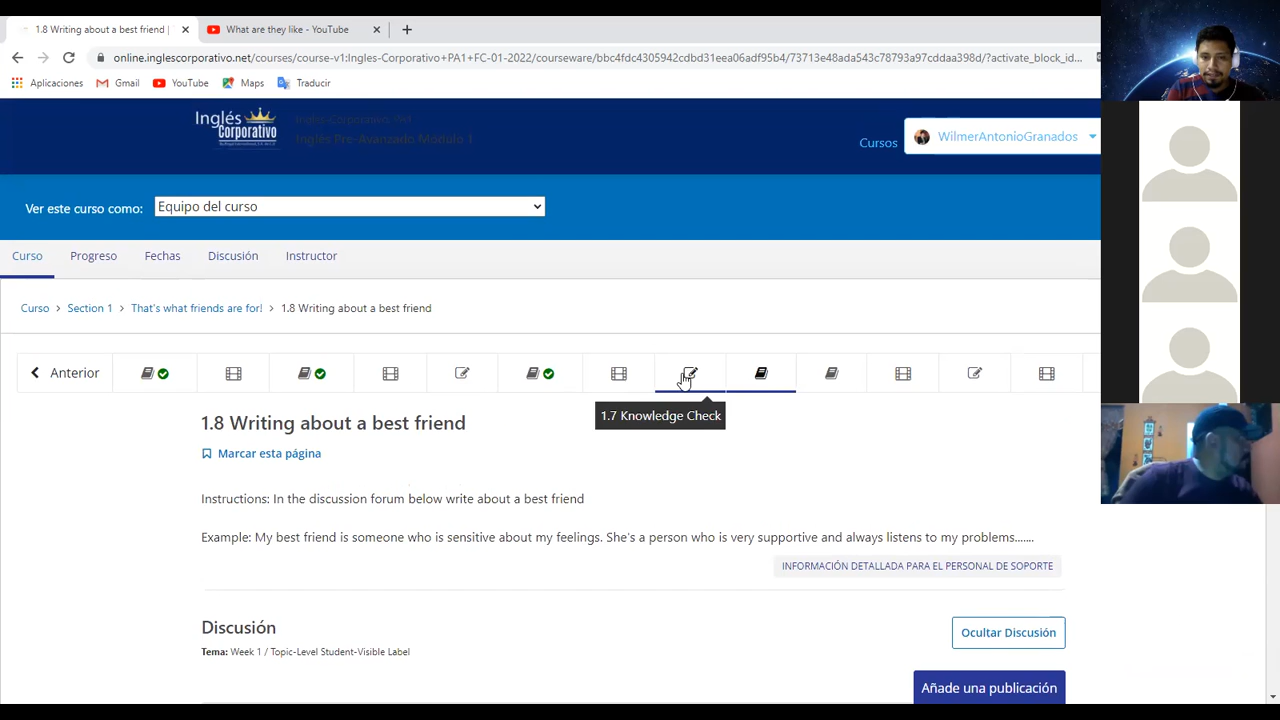 1.8 Writing about a best friend |
What are they like - YouTube
online.inglescorporativo.net/courses/course-v1:Ingles-Corporativo+PA1+FC-01-2022/courseware/bbc4fdc4305942cdbd31eea06adf95b4/73713e48ada543c78793a97cddaa398d/?activate_block_id...
Aplicaciones
Gmail
YouTube
Maps
Traducir
Inglés
Corporativo
Inglés Pre-Avanzado Módulo 1
Cursos
WilmerAntonioGranados
Ver este curso como:
Equipo del curso
Curso
Progreso
Fechas
Discusión
Instructor
Curso > Section 1 > That's what friends are for! > 1.8 Writing about a best friend
Anterior
1.7 Knowledge Check
1.8 Writing about a best friend
Marcar esta página
Instructions: In the discussion forum below write about a best friend
Example: My best friend is someone who is sensitive about my feelings. She's a person who is very supportive and always listens to my problems.......
INFORMACIÓN DETALLADA PARA EL PERSONAL DE SOPORTE
Discusión
Ocultar Discusión
Tema: Week 1 / Topic-Level Student-Visible Label
Añade una publicación